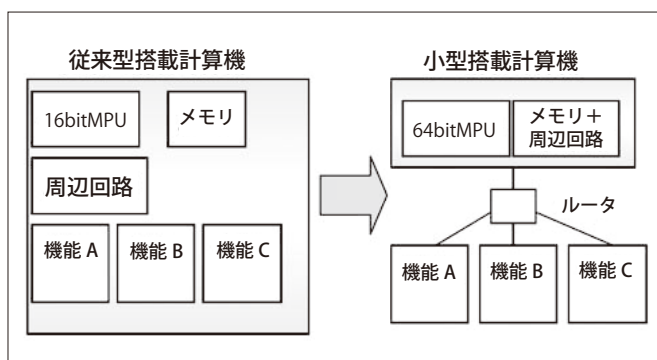 従来型搭載計算機
16bitMPU
メモリ
周辺回路
機能 A
機能 B
機能 C
小型搭載計算機
64bitMPU
メモリ＋
周辺回路
ルータ
機能 A
機能 B
機能 C